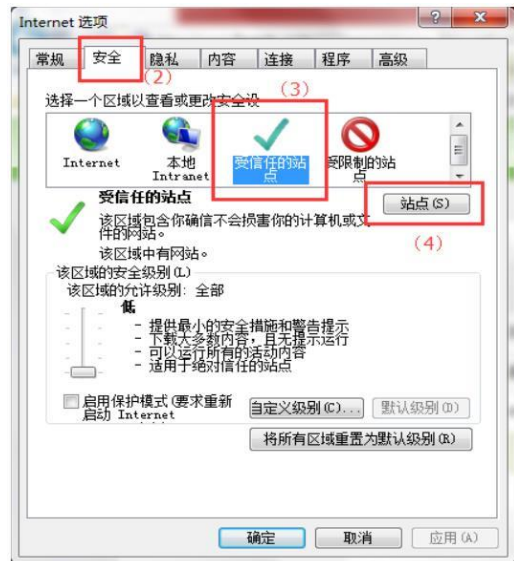 Internet 选项
常规 安全 隐私 内容 连接 程序 高级
(2)
(3)
选择一个区域以查看或更改安全设
Internet
本地
Intranet
受信任的站
点
受限制的站
点
受信任的站点
站点(S)
(4)
该区域包含你确信不会损害你的计算机或文
件的网站。
该区域中有网站。
该区域的安全级别(L)
该区域的允许级别: 全部
低
- 提供最小的安全措施和警告提示
- 下载大多数内容，且无提示运行
- 可以运行所有的活动内容
- 适用于绝对信任的站点
启用保护模式(要求重新
启动 Internet
自定义级别(C)... 默认级别(D)
将所有区域重置为默认级别(R)
确定 取消 应用(A)